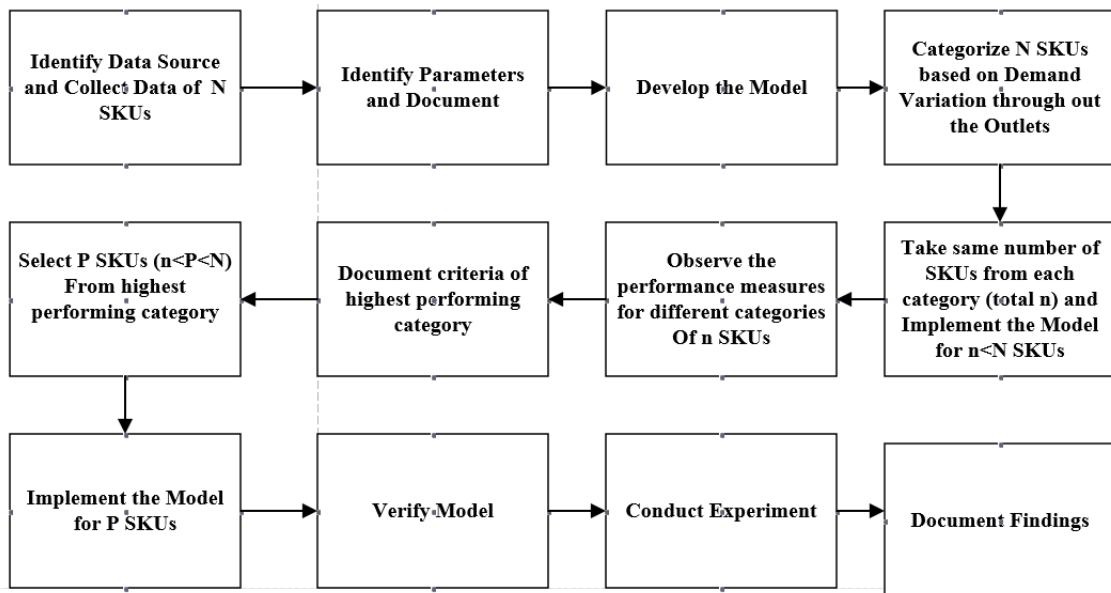 Identify Data Source
and Collect Data of N
SKUs
Identify Parameters
and Document
Develop the Model
Categorize N SKUs
based on Demand
Variation through out
the Outlets
Take same number of
SKUs from each
category (total n) and
Implement the Model
for n<N SKUs
Observe the
performance measures
for different categories
Of n SKUs
Document criteria of
highest performing
category
Select P SKUs (n<P<N)
From highest
performing category
Implement the Model
for P SKUs
Verify Model
Conduct Experiment
Document Findings